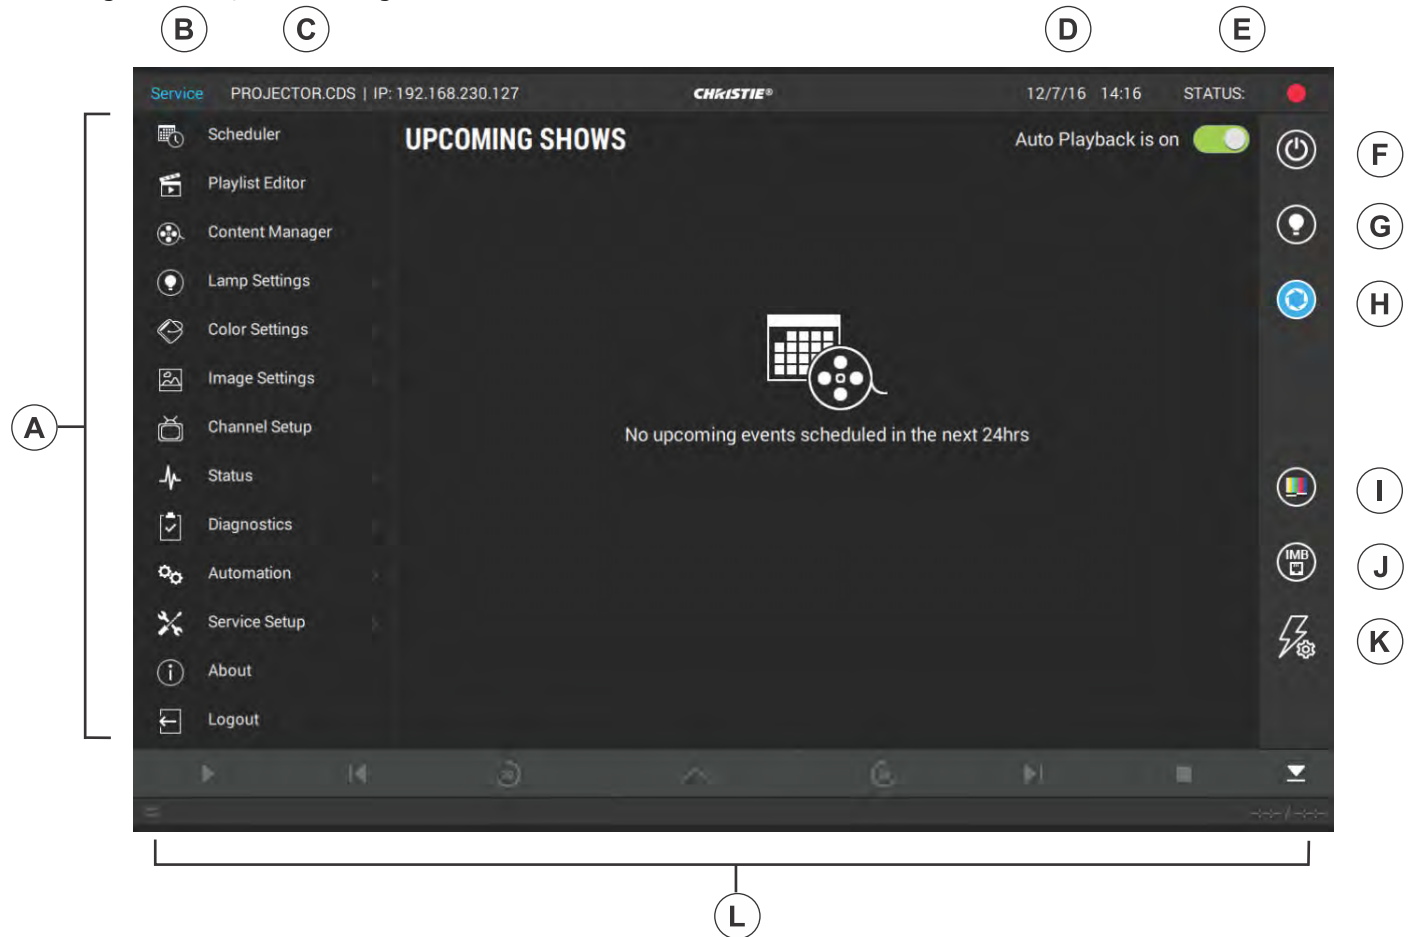 B C D E
Service PROJECTOR.CDS | IP: 192.168.230.127 CHRISTIE® 12/7/16 14:16 STATUS:
Scheduler
UPCOMING SHOWS
Auto Playback is on
F
Playlist Editor
G
Content Manager
Lamp Settings
H
Color Settings
Image Settings
A
Channel Setup
No upcoming events scheduled in the next 24hrs
Status
I
Diagnostics
IMB
J
Automation
Service Setup
K
About
Logout
--:--:-- / --:--:--
L